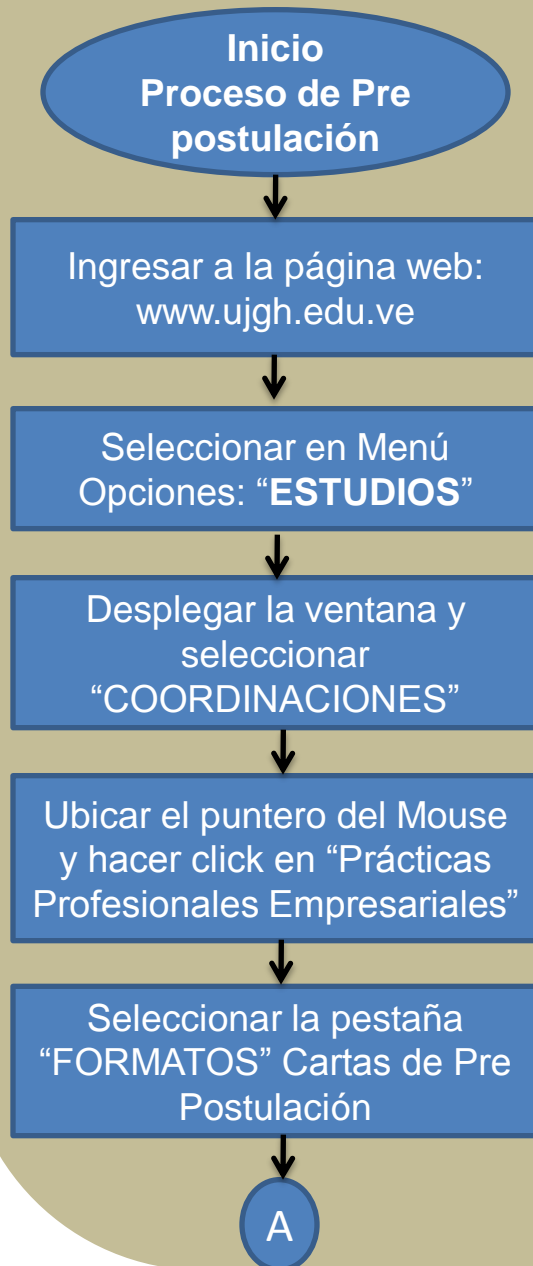 Inicio
Proceso de Pre
postulación
Ingresar a la página web:
www.ujgh.edu.ve
Seleccionar en Menú
Opciones: “ESTUDIOS”
Desplegar la ventana y
seleccionar
“COORDINACIONES”
Ubicar el puntero del Mouse
y hacer click en “Prácticas
Profesionales Empresariales”
Seleccionar la pestaña
“FORMATOS” Cartas de Pre
Postulación
A